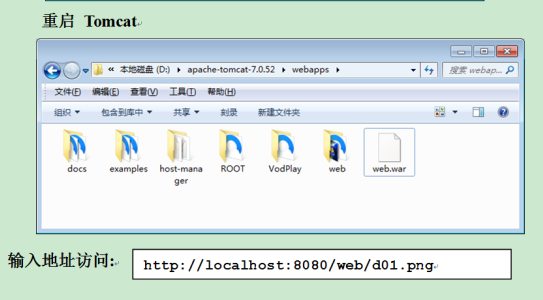 重启 Tomcat
« 本地磁盘 (D:) ▸ apache-tomcat-7.0.52 ▸ webapps ▸
搜索 webap...
文件(F) 编辑(E) 查看(V) 工具(T) 帮助(H)
组织 包含到库中 共享 刻录 新建文件夹
docs examples host-manager ROOT VodPlay web web.war
输入地址访问: http://localhost:8080/web/d01.png